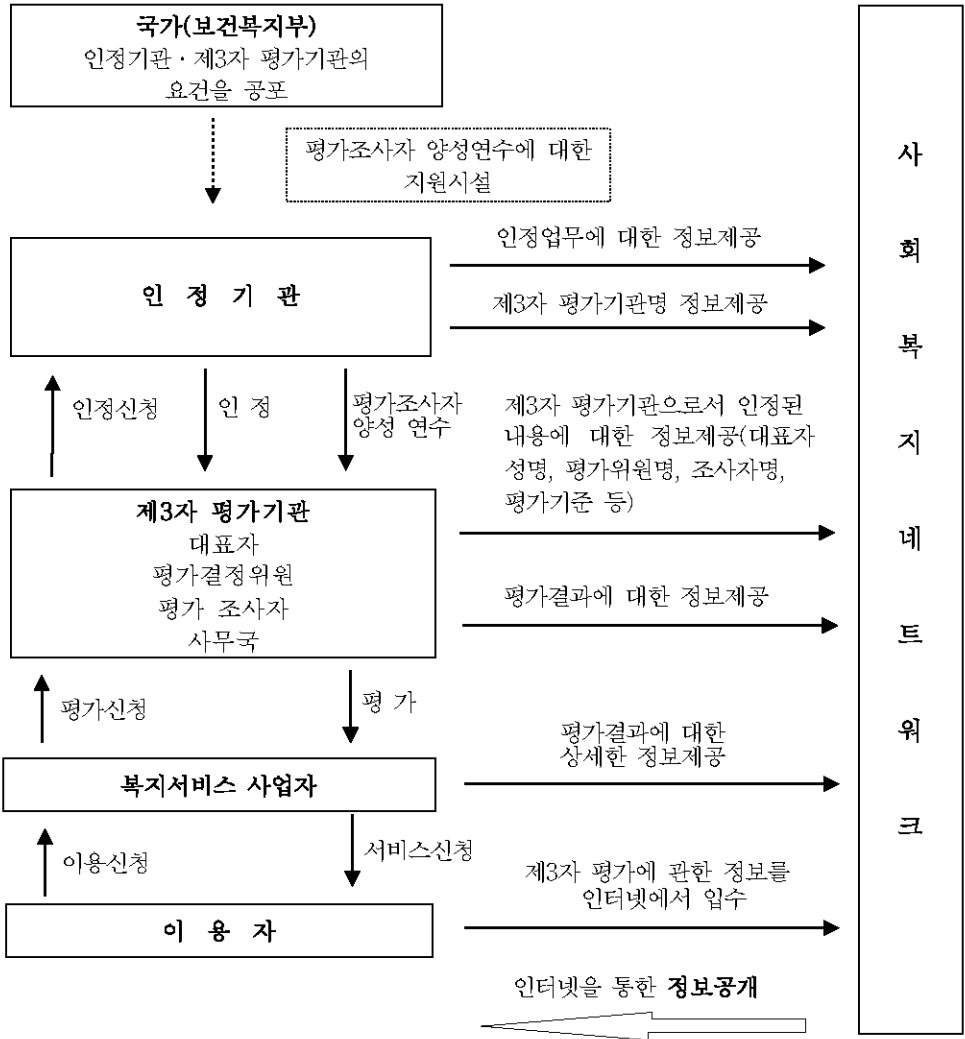 국가(보건복지부)
인정기관 · 제3자 평가기관의
요건을 공포
평가조사자 양성연수에 대한
지원시설
인 정 기 관
인정업무에 대한 정보제공
제3자 평가기관명 정보제공
인정신청
인 정
평가조사자
양성 연수
제3자 평가기관으로서 인정된
내용에 대한 정보제공(대표자
성명, 평가위원명, 조사자명,
평가기준 등)
제3자 평가기관
대표자
평가결정위원
평가 조사자
사무국
평가결과에 대한 정보제공
평가신청
평 가
평가결과에 대한
상세한 정보제공
복지서비스 사업자
이용신청
서비스신청
제3자 평가에 관한 정보를
인터넷에서 입수
이 용 자
인터넷을 통한 정보공개
사
회
복
지
네
트
워
크